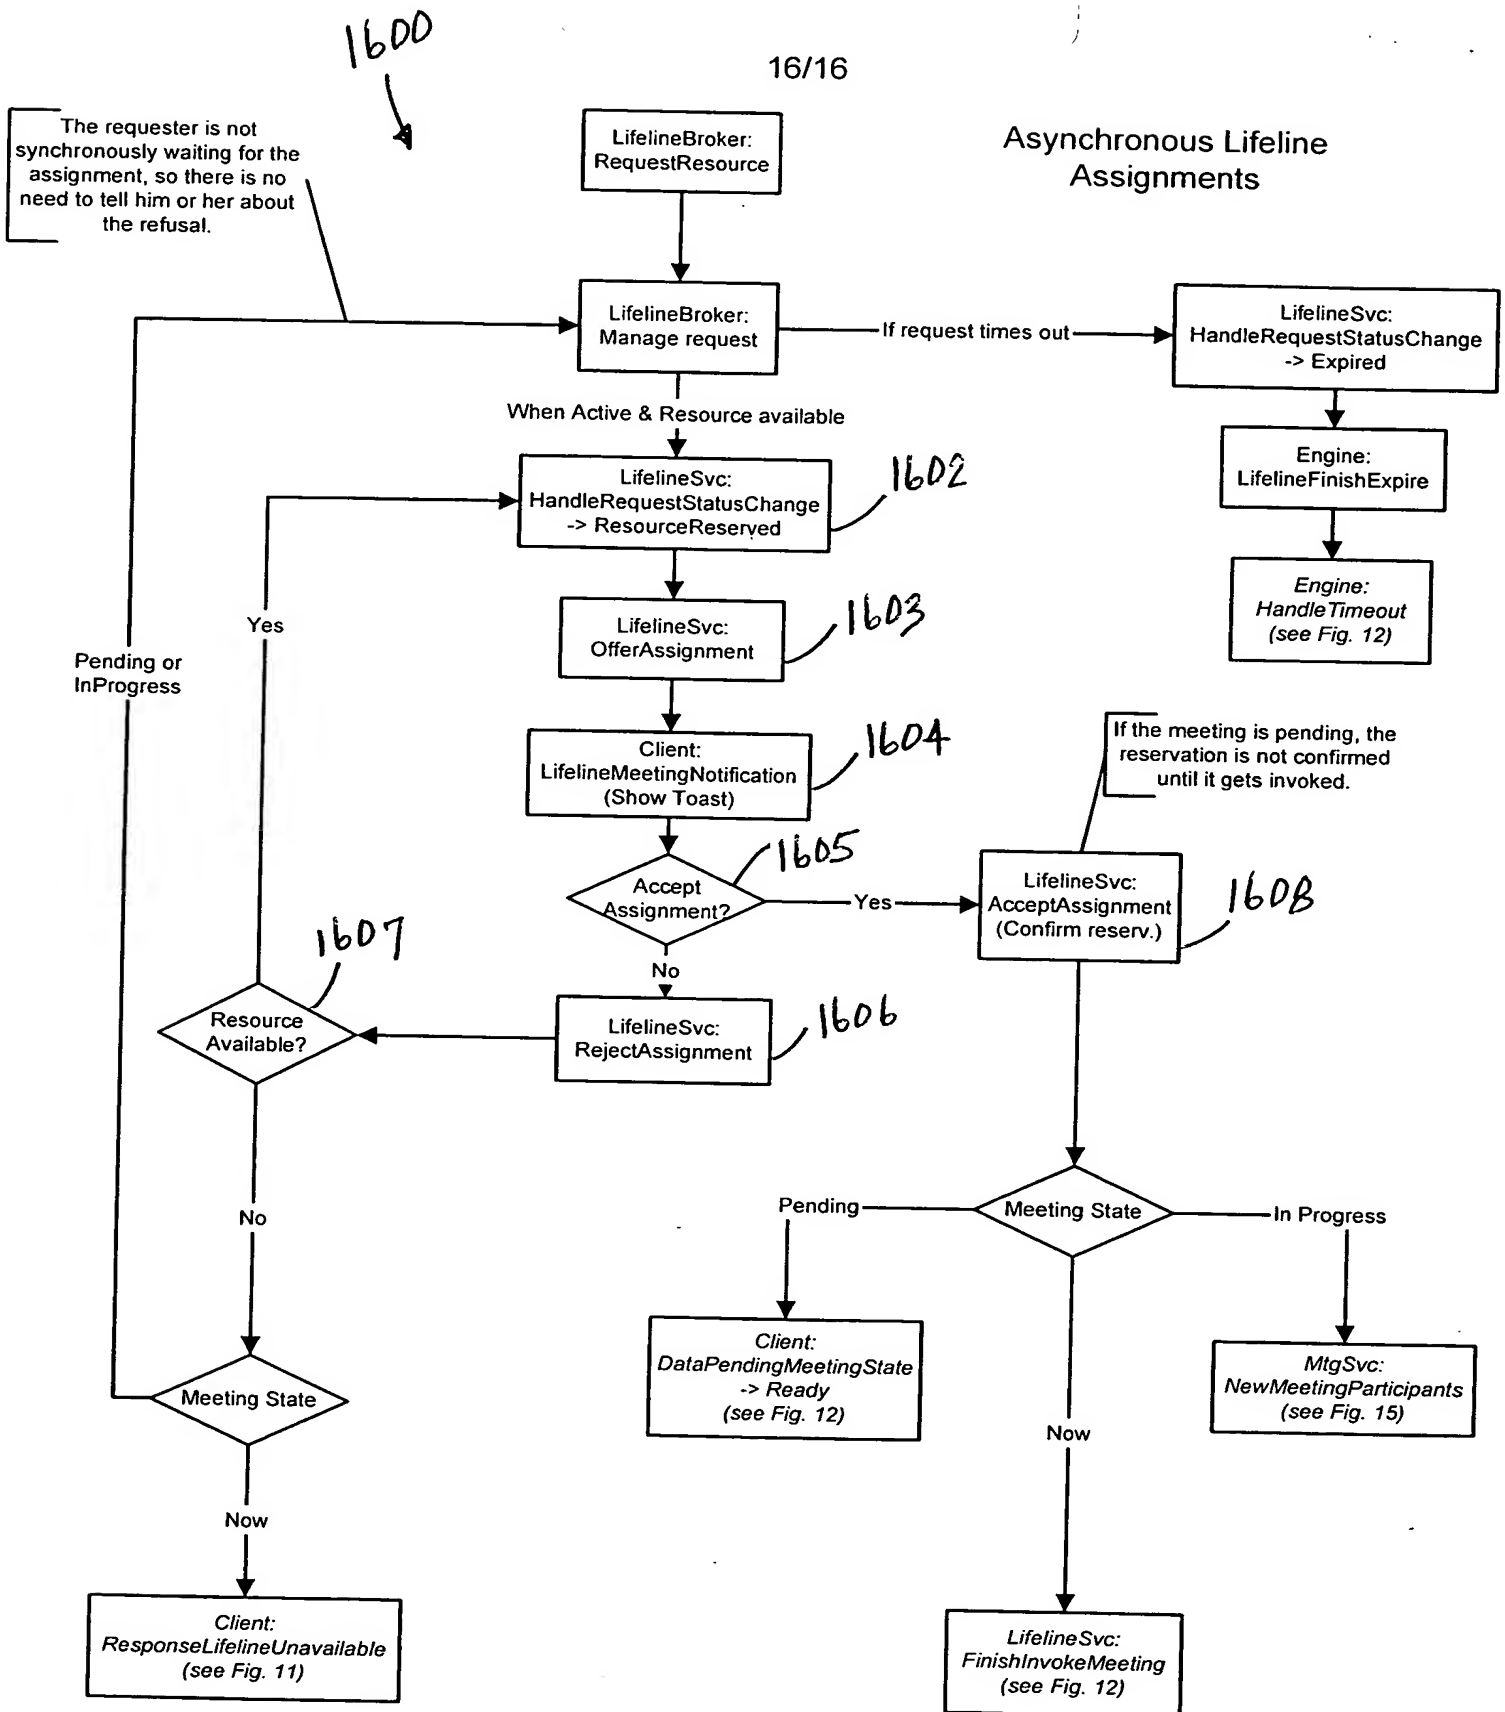 1600
16/16
Asynchronous Lifeline
Assignments
The requester is not
synchronously waiting for the
assignment, so there is no
need to tell him or her about
the refusal.
LifelineBroker:
RequestResource
LifelineBroker:
Manage request
If request times out
LifelineSvc:
HandleRequestStatusChange
-> Expired
When Active & Resource available
Engine:
LifelineFinishExpire
LifelineSvc:
HandleRequestStatusChange
-> ResourceReserved
1602
Engine:
HandleTimeout
(see Fig. 12)
Yes
LifelineSvc:
OfferAssignment
1603
Pending or
InProgress
Client:
LifelineMeetingNotification
(Show Toast)
1604
If the meeting is pending, the
reservation is not confirmed
until it gets invoked.
Accept
Assignment?
1605
Yes
LifelineSvc:
AcceptAssignment
(Confirm reserv.)
1608
No
1607
Resource
Available?
LifelineSvc:
RejectAssignment
1606
No
Pending
Meeting State
In Progress
Client:
DataPendingMeetingState
-> Ready
(see Fig. 12)
MtgSvc:
NewMeetingParticipants
(see Fig. 15)
Meeting State
Now
Now
Client:
ResponseLifelineUnavailable
(see Fig. 11)
LifelineSvc:
FinishInvokeMeeting
(see Fig. 12)